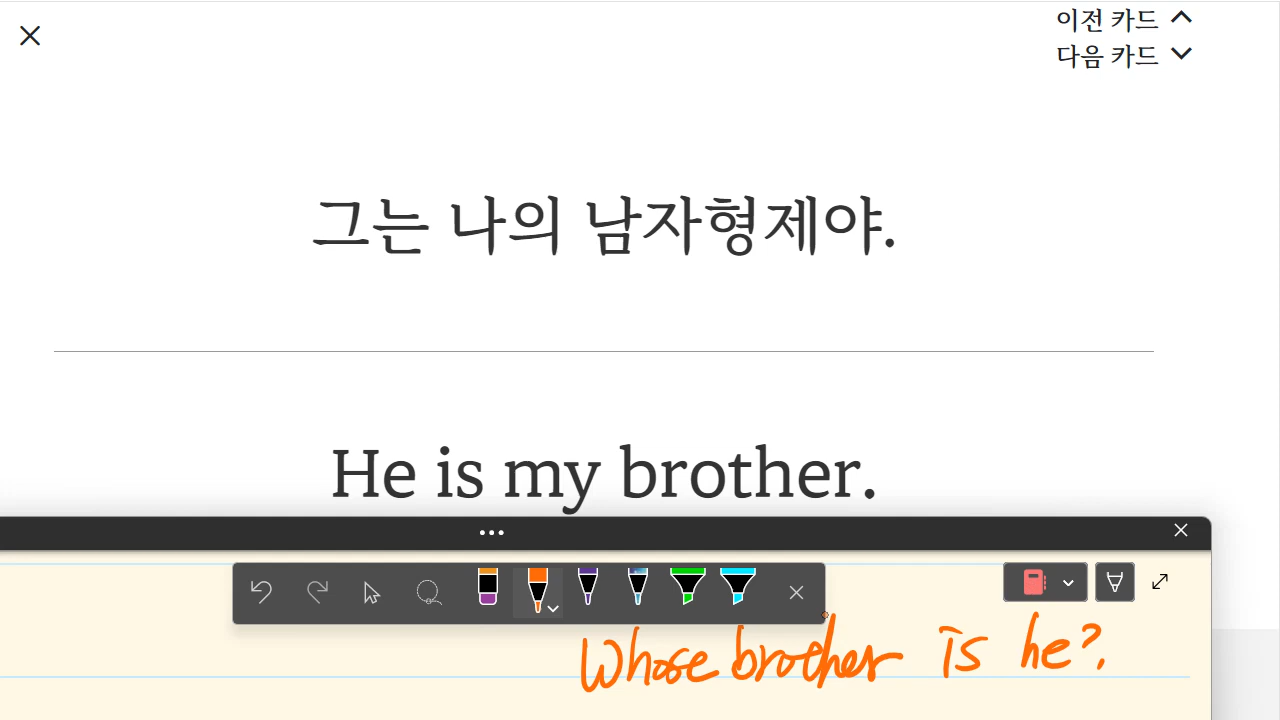 이전 카드
다음 카드
그는 나의 남자형제야.
He is my brother.
Whose brother is he?